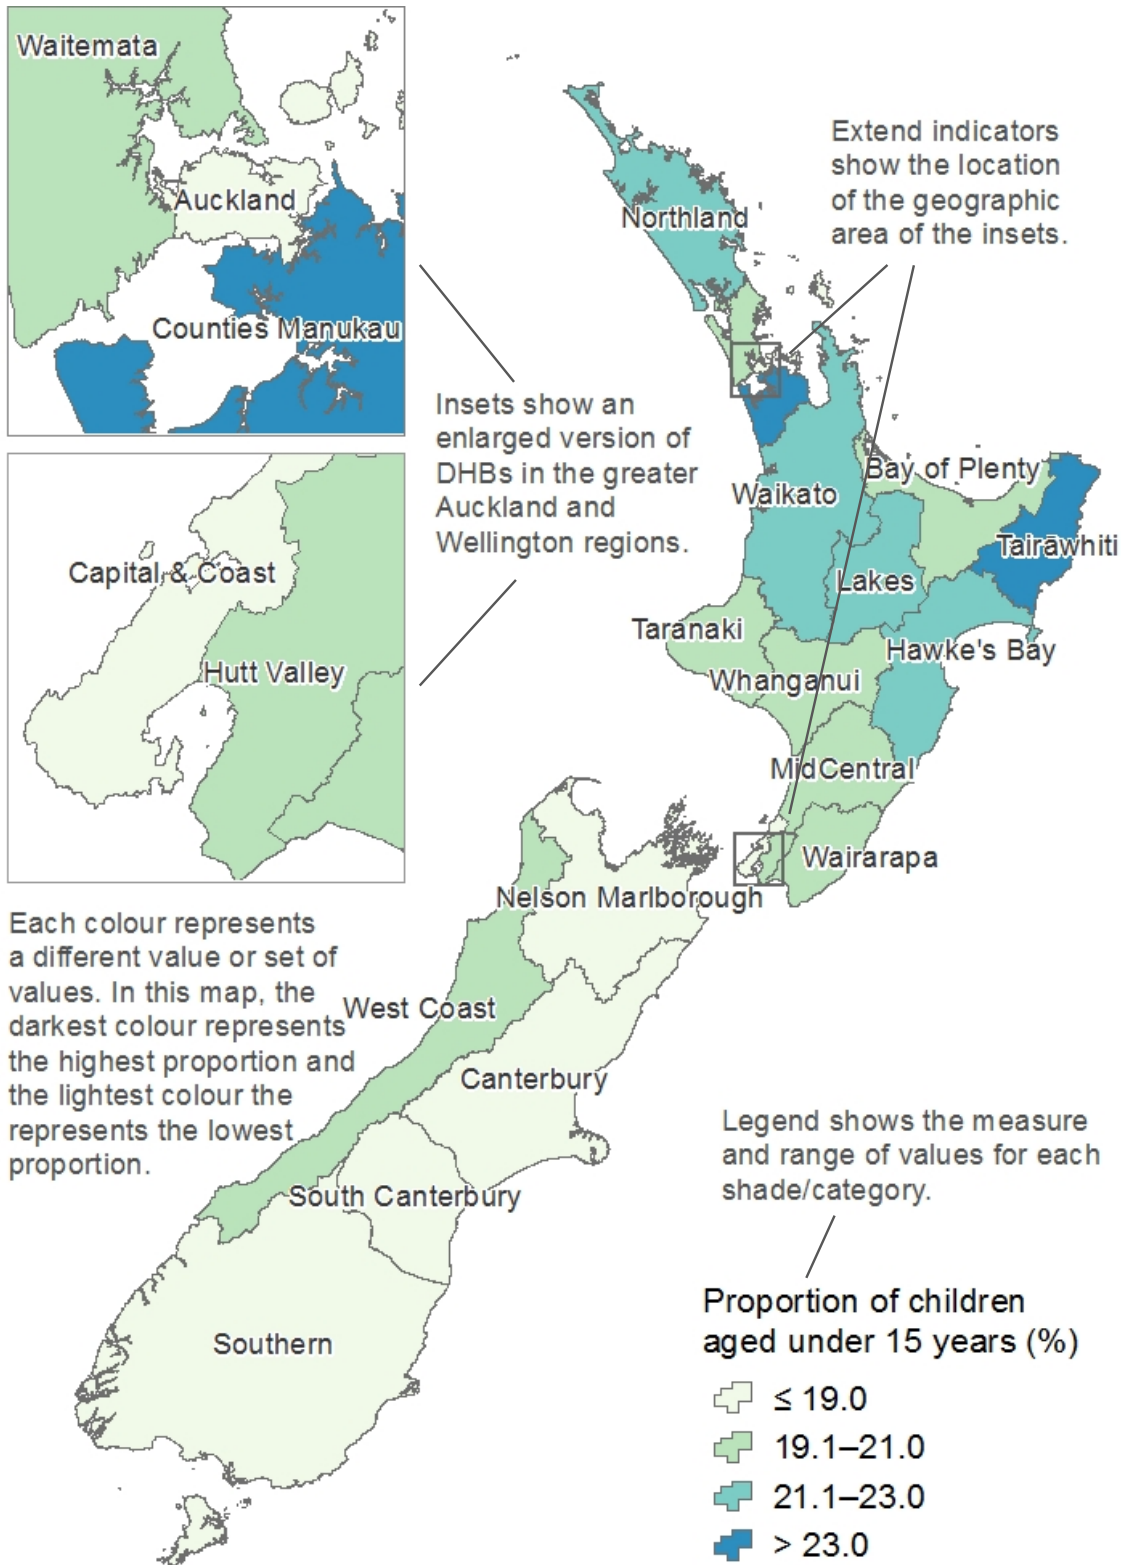 Waitemata
Auckland
Counties Manukau
Capital & Coast
Hutt Valley
Insets show an
enlarged version of
DHBs in the greater
Auckland and
Wellington regions.
Extend indicators
show the location
of the geographic
area of the insets.
Northland
Bay of Plenty
Waikato
Tairāwhiti
Lakes
Taranaki
Hawke's Bay
Whanganui
MidCentral
Wairarapa
Nelson Marlborough
West Coast
Canterbury
South Canterbury
Southern
Each colour represents
a different value or set of
values. In this map, the
darkest colour represents
the highest proportion and
the lightest colour the
represents the lowest
proportion.
Legend shows the measure
and range of values for each
shade/category.
Proportion of children
aged under 15 years (%)
≤ 19.0
19.1–21.0
21.1–23.0
> 23.0